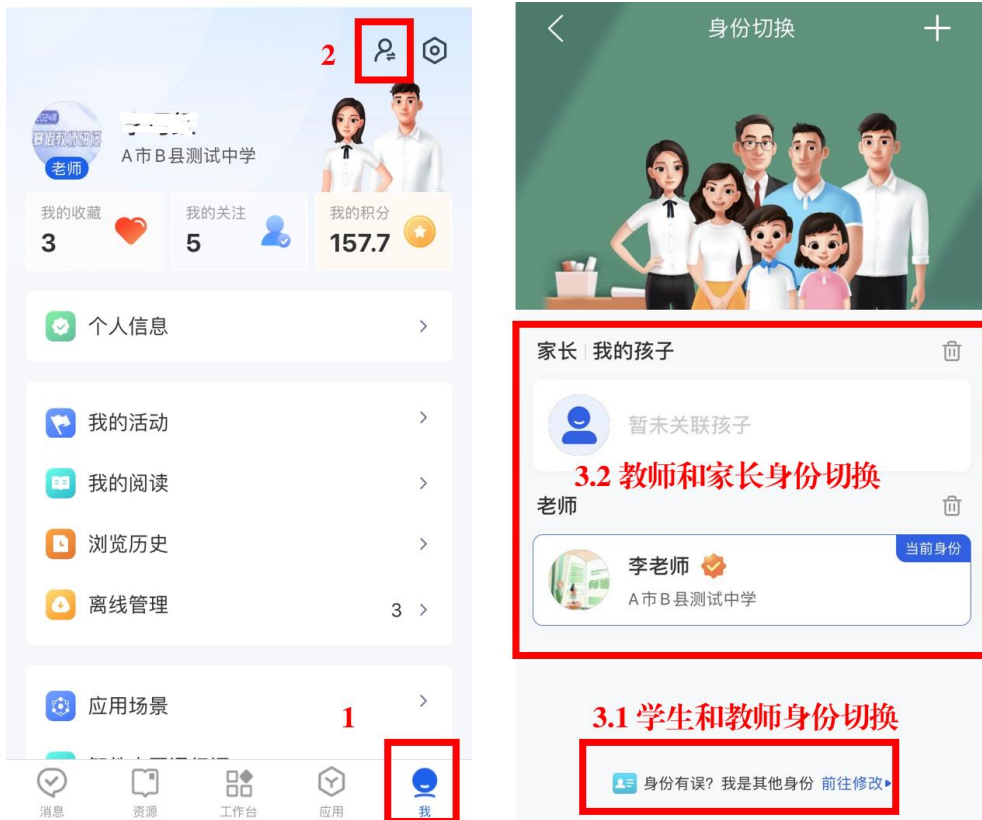 2
老师
A市B县测试中学
我的收藏
3
我的关注
5
我的积分
157.7
个人信息
我的活动
我的阅读
浏览历史
离线管理
3
应用场景
1
消息
资源
工作台
应用
我
身份切换
家长 | 我的孩子
暂未关联孩子
3.2 教师和家长身份切换
老师
当前身份
李老师
A市B县测试中学
3.1 学生和教师身份切换
身份有误？我是其他身份 前往修改